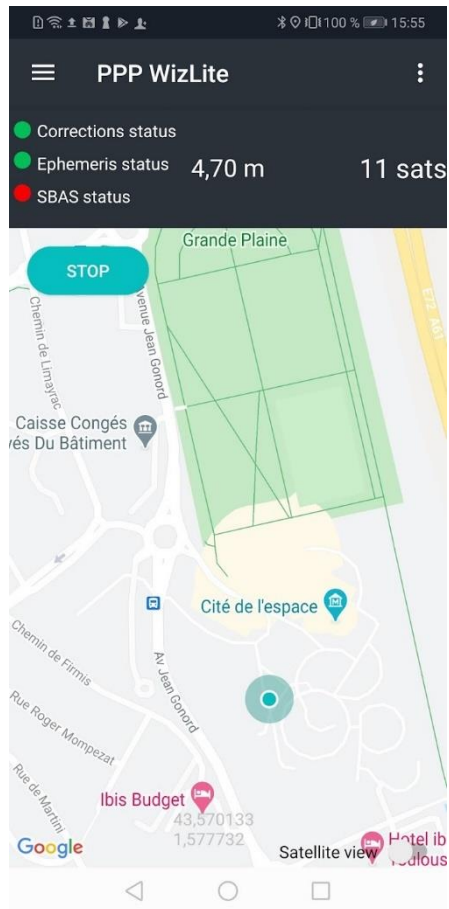 100 % 15:55
PPP WizLite
Corrections status
Ephemeris status
SBAS status
4,70 m
11 sats
STOP
Grande Plaine
Chemin de Limayrac
Avenue Jean Gonord
E72 A61
Caisse Congés
és Du Bâtiment
Cité de l'espace
Chemin de Firmis
Av Jean Gonord
Rue Roger Mompezat
Rue de Martini
Ibis Budget
43,570133
1,577732
Google
Satellite view
Hotel ib
Toulous